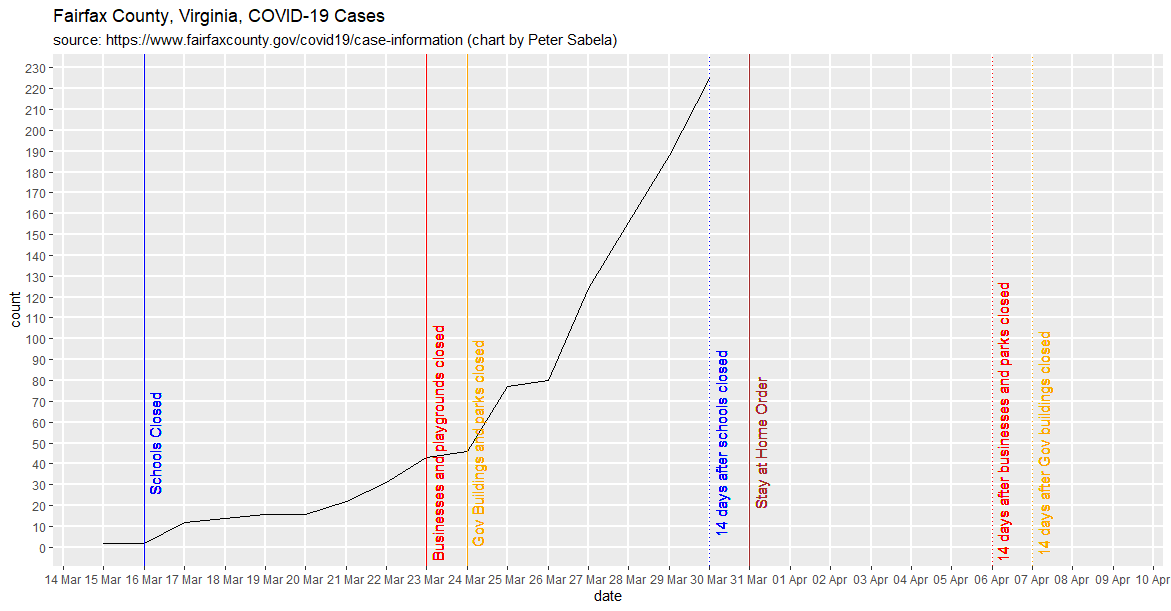 Fairfax County, Virginia, COVID-19 Cases
source: https://www.fairfaxcounty.gov/covid19/case-information (chart by Peter Sabela)
230
220
210
200
190
180
170
160
150
140
130
120
110
100
90
80
70
60
50
40
30
20
10
0
count
Schools Closed
Businesses and playgrounds closed
Gov Buildings and parks closed
14 days after schools closed
Stay at Home Order
14 days after businesses and parks closed
14 days after Gov buildings closed
14 Mar 15 Mar 16 Mar 17 Mar 18 Mar 19 Mar 20 Mar 21 Mar 22 Mar 23 Mar 24 Mar 25 Mar 26 Mar 27 Mar 28 Mar 29 Mar 30 Mar 31 Mar 01 Apr 02 Apr 03 Apr 04 Apr 05 Apr 06 Apr 07 Apr 08 Apr 09 Apr 10 Apr
date